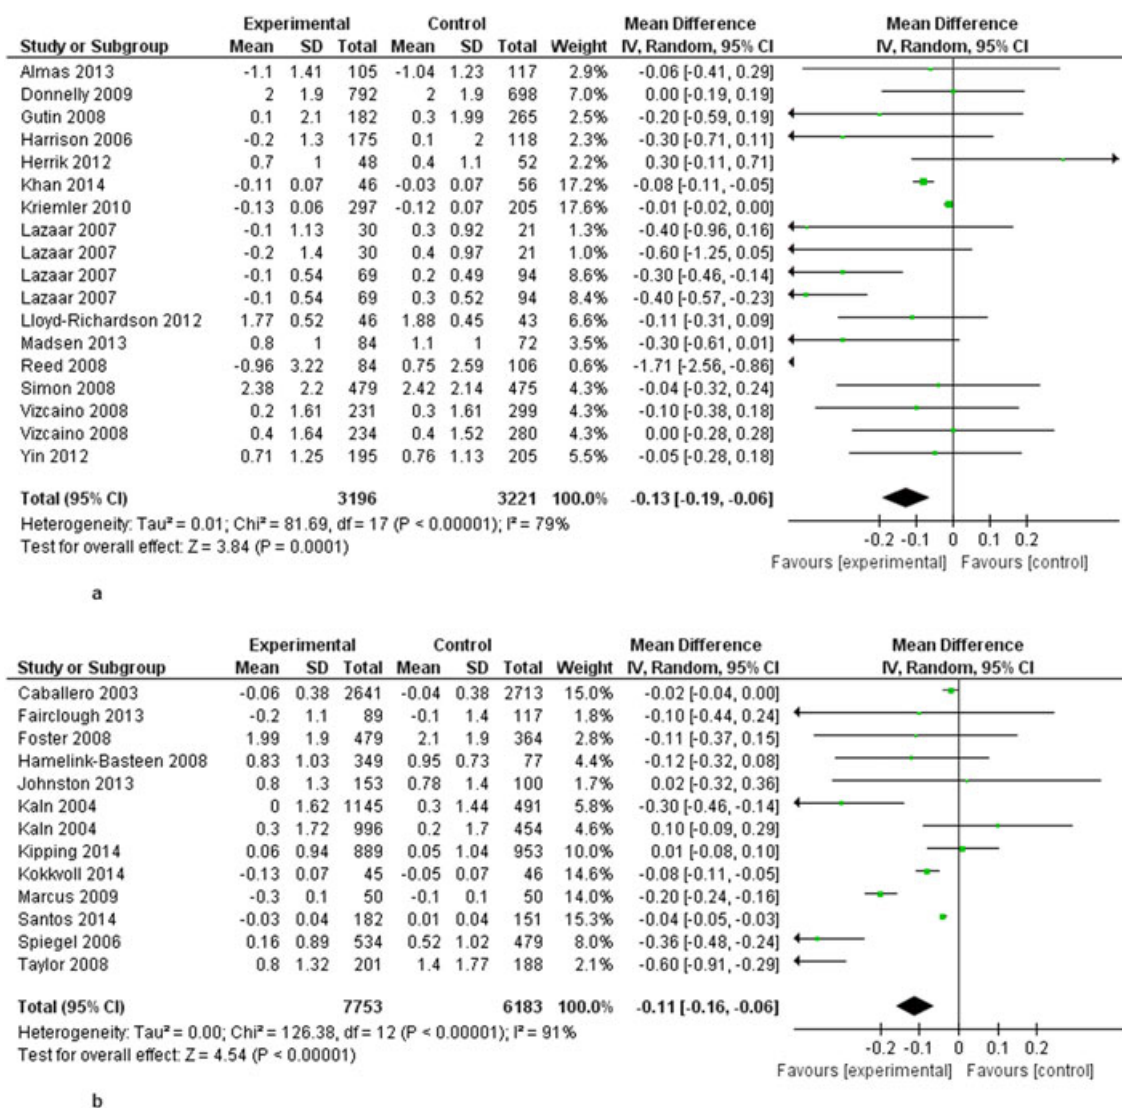 Experimental Control Mean Difference Mean Difference
Study or Subgroup Mean SD Total Mean SD Total Weight IV, Random, 95% CI IV, Random, 95% CI
Almas 2013 -1.1 1.41 105 -1.04 1.23 117 2.9% -0.06 [-0.41, 0.29]
Donnelly 2009 2 1.9 792 2 1.9 698 7.0% 0.00 [-0.19, 0.19]
Gutin 2008 0.1 2.1 182 0.3 1.99 265 2.5% -0.20 [-0.59, 0.19]
Harrison 2006 -0.2 1.3 175 0.1 2 118 2.3% -0.30 [-0.71, 0.11]
Herrik 2012 0.7 1 48 0.4 1.1 52 2.2% 0.30 [-0.11, 0.71]
Khan 2014 -0.11 0.07 46 -0.03 0.07 56 17.2% -0.08 [-0.11, -0.05]
Kriemler 2010 -0.13 0.06 297 -0.12 0.07 205 17.6% -0.01 [-0.02, 0.00]
Lazaar 2007 -0.1 1.13 30 0.3 0.92 21 1.3% -0.40 [-0.96, 0.16]
Lazaar 2007 -0.2 1.4 30 0.4 0.97 21 1.0% -0.60 [-1.25, 0.05]
Lazaar 2007 -0.1 0.54 69 0.2 0.49 94 8.6% -0.30 [-0.46, -0.14]
Lazaar 2007 -0.1 0.54 69 0.3 0.52 94 8.4% -0.40 [-0.57, -0.23]
Lloyd-Richardson 2012 1.77 0.52 46 1.88 0.45 43 6.6% -0.11 [-0.31, 0.09]
Madsen 2013 0.8 1 84 1.1 1 72 3.5% -0.30 [-0.61, 0.01]
Reed 2008 -0.96 3.22 84 0.75 2.59 106 0.6% -1.71 [-2.56, -0.86]
Simon 2008 2.38 2.2 479 2.42 2.14 475 4.3% -0.04 [-0.32, 0.24]
Vizcaino 2008 0.2 1.61 231 0.3 1.61 299 4.3% -0.10 [-0.38, 0.18]
Vizcaino 2008 0.4 1.64 234 0.4 1.52 280 4.3% 0.00 [-0.28, 0.28]
Yin 2012 0.71 1.25 195 0.76 1.13 205 5.5% -0.05 [-0.28, 0.18]
Total (95% CI) 3196 3221 100.0% -0.13 [-0.19, -0.06]
Heterogeneity: Tau² = 0.01; Chi² = 81.69, df = 17 (P < 0.00001); I² = 79%
Test for overall effect: Z = 3.84 (P = 0.0001)
-0.2 -0.1 0 0.1 0.2
Favours [experimental] Favours [control]
a
Experimental Control Mean Difference Mean Difference
Study or Subgroup Mean SD Total Mean SD Total Weight IV, Random, 95% CI IV, Random, 95% CI
Caballero 2003 -0.06 0.38 2641 -0.04 0.38 2713 15.0% -0.02 [-0.04, 0.00]
Fairclough 2013 -0.2 1.1 89 -0.1 1.4 117 1.8% -0.10 [-0.44, 0.24]
Foster 2008 1.99 1.9 479 2.1 1.9 364 2.8% -0.11 [-0.37, 0.15]
Hamelink-Basteen 2008 0.83 1.03 349 0.95 0.73 77 4.4% -0.12 [-0.32, 0.08]
Johnston 2013 0.8 1.3 153 0.78 1.4 100 1.8% 0.02 [-0.32, 0.36]
Kaln 2004 0 1.62 1145 0.3 1.44 491 5.8% -0.30 [-0.46, -0.14]
Kaln 2004 0.3 1.72 996 0.2 1.7 454 4.6% 0.10 [-0.09, 0.29]
Kipping 2014 0.06 0.94 889 0.05 1.04 953 10.0% 0.01 [-0.08, 0.10]
Kokkvoll 2014 -0.13 0.07 45 -0.05 0.07 46 14.6% -0.08 [-0.11, -0.05]
Marcus 2009 -0.3 0.1 50 -0.1 0.1 50 14.0% -0.20 [-0.24, -0.16]
Santos 2014 -0.03 0.04 182 0.01 0.04 151 15.3% -0.04 [-0.05, -0.03]
Spiegel 2006 0.16 0.89 534 0.52 1.02 479 8.0% -0.36 [-0.48, -0.24]
Taylor 2008 0.8 1.32 201 1.4 1.77 188 2.1% -0.60 [-0.91, -0.29]
Total (95% CI) 7753 6183 100.0% -0.11 [-0.16, -0.06]
Heterogeneity: Tau² = 0.00; Chi² = 126.38, df = 12 (P < 0.00001); I² = 91%
Test for overall effect: Z = 4.54 (P < 0.00001)
-0.2 -0.1 0 0.1 0.2
Favours [experimental] Favours [control]
b